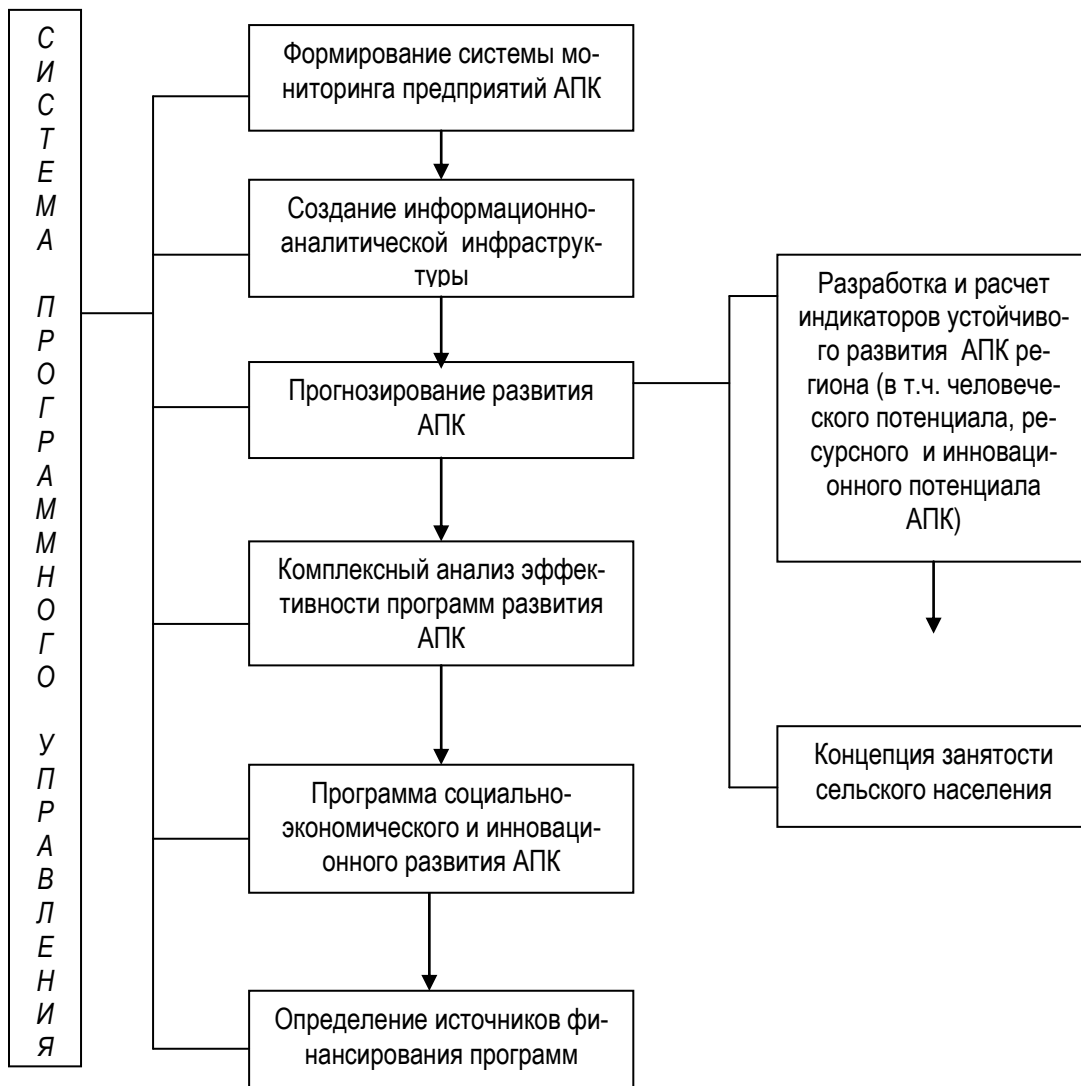 С
И
С
Т
Е
М
А
П
Р
О
Г
Р
А
М
М
Н
О
Г
О
У
П
Р
А
В
Л
Е
Н
И
Я
Формирование системы мо-
ниторинга предприятий АПК
Создание информационно-
аналитической инфраструк-
туры
Прогнозирование развития
АПК
Комплексный анализ эффек-
тивности программ развития
АПК
Программа социально-
экономического и инноваци-
онного развития АПК
Определение источников фи-
нансирования программ
Разработка и расчет
индикаторов устойчиво-
го развития АПК ре-
гиона (в т.ч. человече-
ского потенциала, ре-
сурсного и инноваци-
онного потенциала
АПК)
Концепция занятости
сельского населения